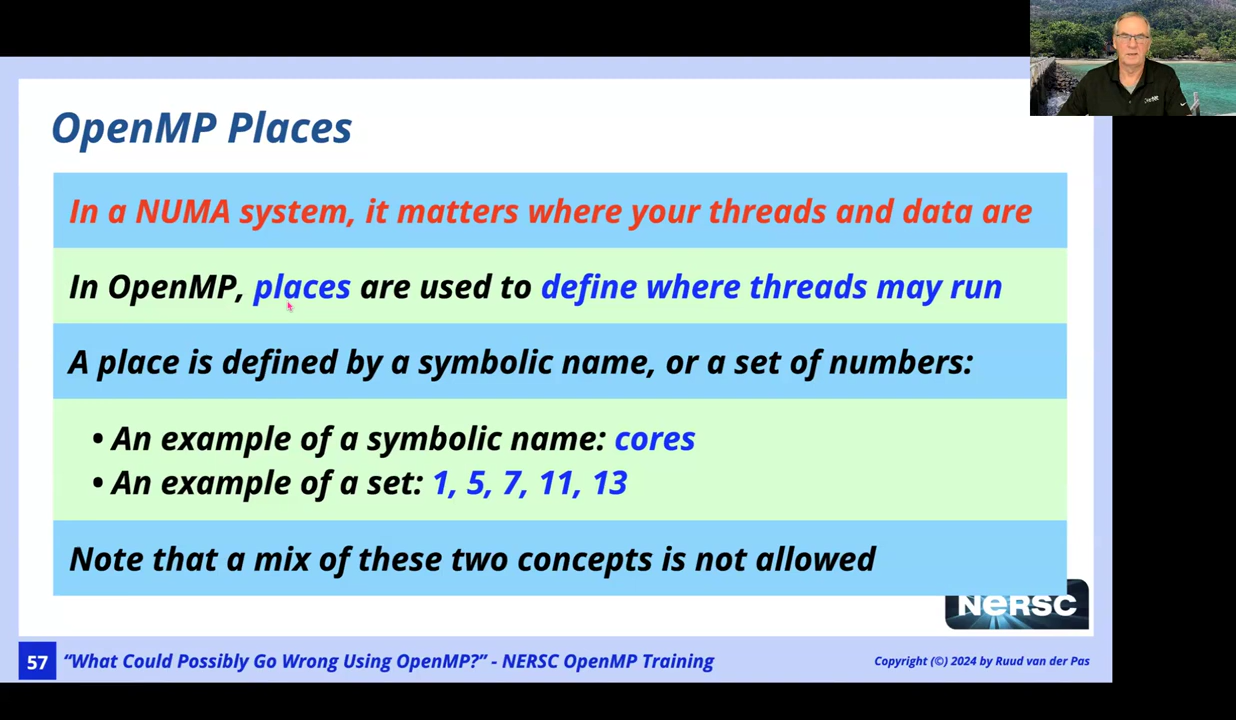 OpenMP Places
In a NUMA system, it matters where your threads and data are
In OpenMP, places are used to define where threads may run
A place is defined by a symbolic name, or a set of numbers:
• An example of a symbolic name: cores
• An example of a set: 1, 5, 7, 11, 13
Note that a mix of these two concepts is not allowed
NERSC
57 “What Could Possibly Go Wrong Using OpenMP?” - NERSC OpenMP Training
Copyright (©) 2024 by Ruud van der Pas